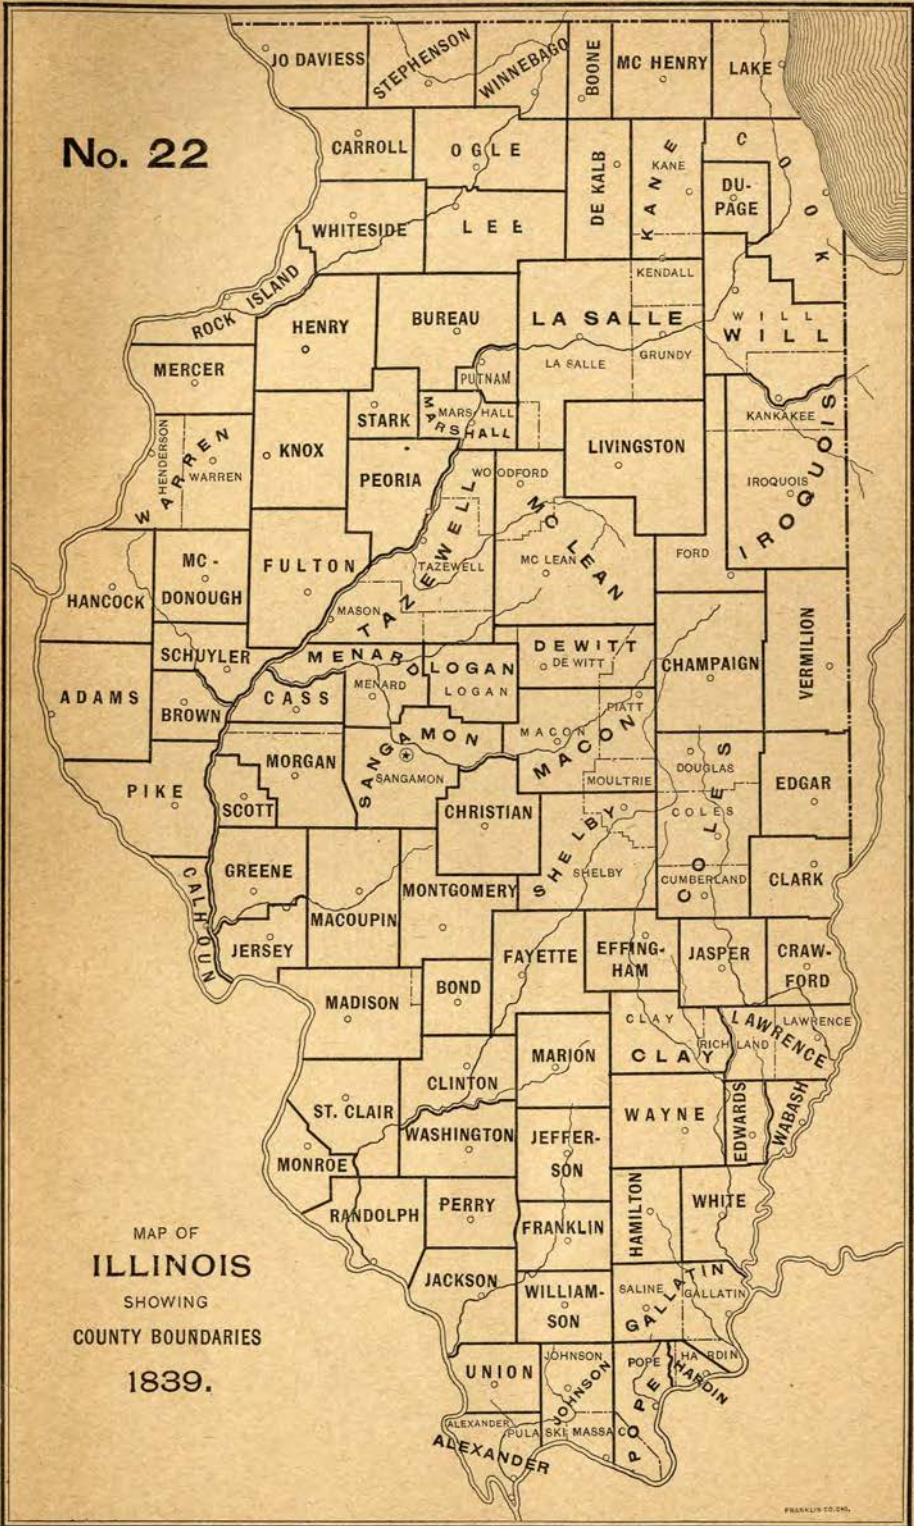 JO DAVIESS
STEPHENSON
WINNEBAGO
BOONE
MC HENRY
LAKE
No. 22
CARROLL
OGLE
DE KALB
KANE
KANE
COOK
DU-
PAGE
WHITESIDE
LEE
ROCK ISLAND
HENRY
BUREAU
KENDALL
LA SALLE
LA SALLE
GRUNDY
WILL
WILL
MERCER
PUTNAM
STARK
MARSHALL
MARSHALL
KANKAKEE
HENDERSON
WARREN
WARREN
KNOX
PEORIA
WOODFORD
LIVINGSTON
IROQUOIS
IROQUOIS
HANCOCK
MC-
DONOUGH
FULTON
TAZEWELL
TAZEWELL
MASON
MC LEAN
MC LEAN
FORD
SCHUYLER
MENARD
MENARD
LOGAN
LOGAN
DEWITT
DE WITT
CHAMPAIGN
VERMILION
ADAMS
BROWN
CASS
SANGAMON
SANGAMON
MACON
MACON
PIATT
MOULTRIE
DOUGLAS
COLES
COLES
EDGAR
PIKE
SCOTT
MORGAN
CHRISTIAN
SHELBY
SHELBY
CUMBERLAND
CLARK
CALHOUN
GREENE
MACOUPIN
MONTGOMERY
JERSEY
FAYETTE
EFFING-
HAM
JASPER
CRAW-
FORD
MADISON
BOND
CLAY
CLAY
RICHLAND
LAWRENCE
LAWRENCE
MARION
CLINTON
ST. CLAIR
WASHINGTON
JEFFER-
SON
WAYNE
EDWARDS
WABASH
MONROE
RANDOLPH
PERRY
FRANKLIN
HAMILTON
WHITE
JACKSON
WILLIAM-
SON
SALINE
GALLATIN
GALLATIN
UNION
JOHNSON
JOHNSON
POPE
POPE
HARDIN
HARDIN
ALEXANDER
ALEXANDER
PULASKI
MASSAC
MAP OF
ILLINOIS
SHOWING
COUNTY BOUNDARIES
1839.
FRANKLIN CO. CHI.